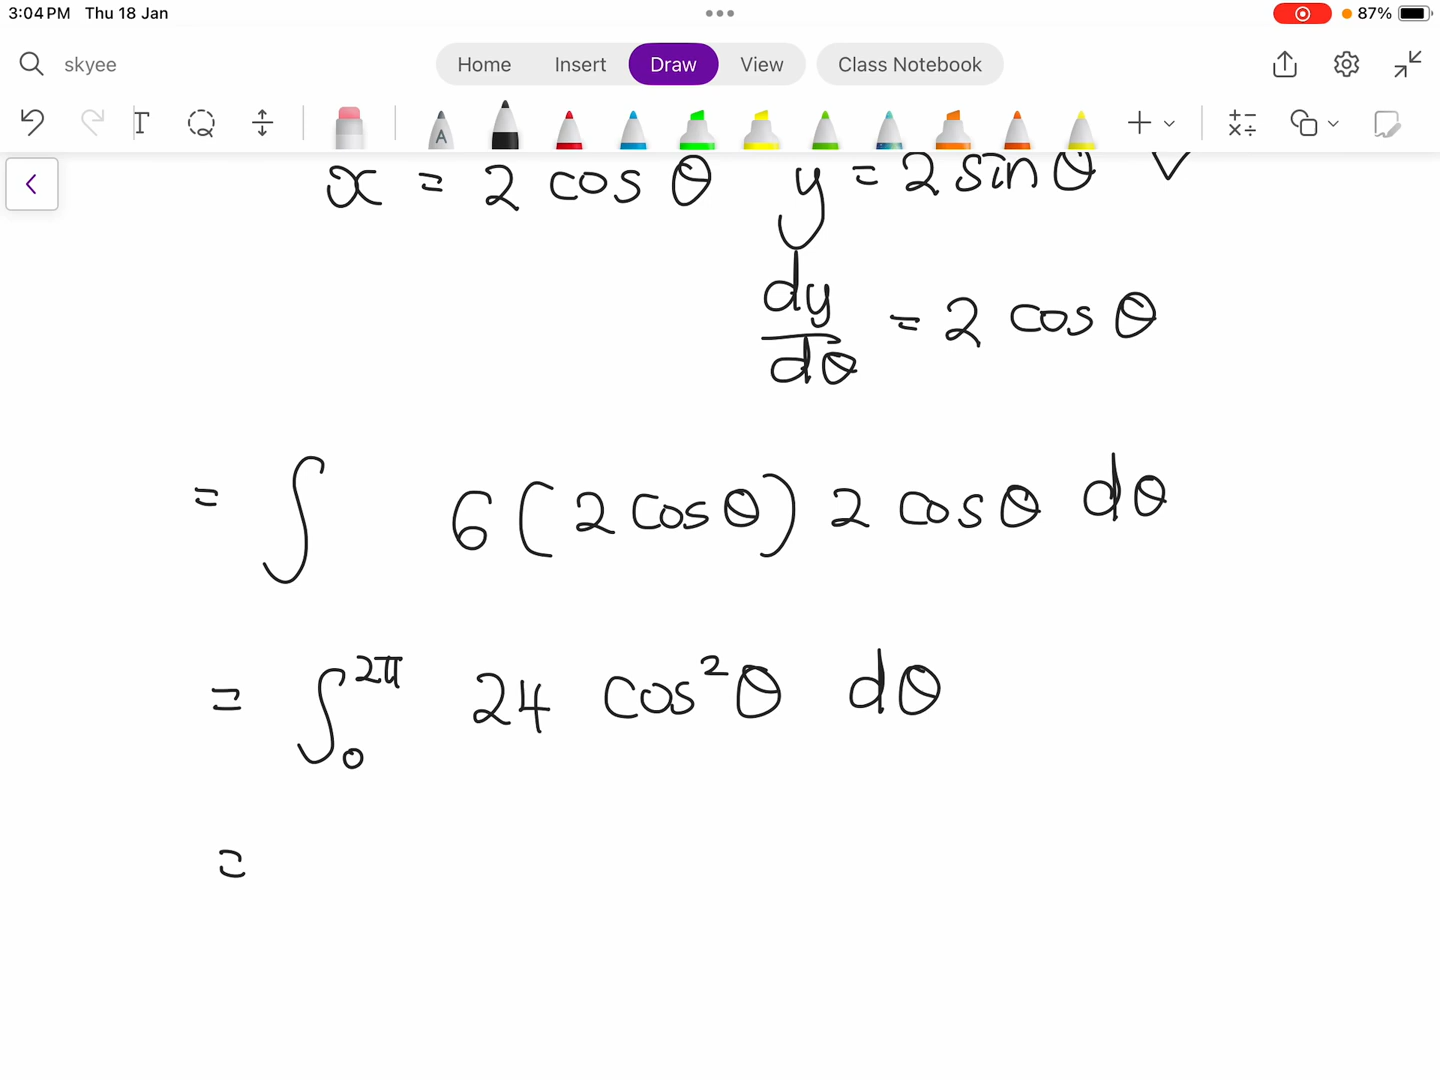 3:04 PM Thu 18 Jan 87%
skyee Home Insert Draw View Class Notebook
T A
x = 2 cos θ y = 2 sin θ
dy/dθ = 2 cos θ
= ∫ 6(2 cos θ) 2 cos θ dθ
= ∫₀^2π 24 cos² θ dθ
=